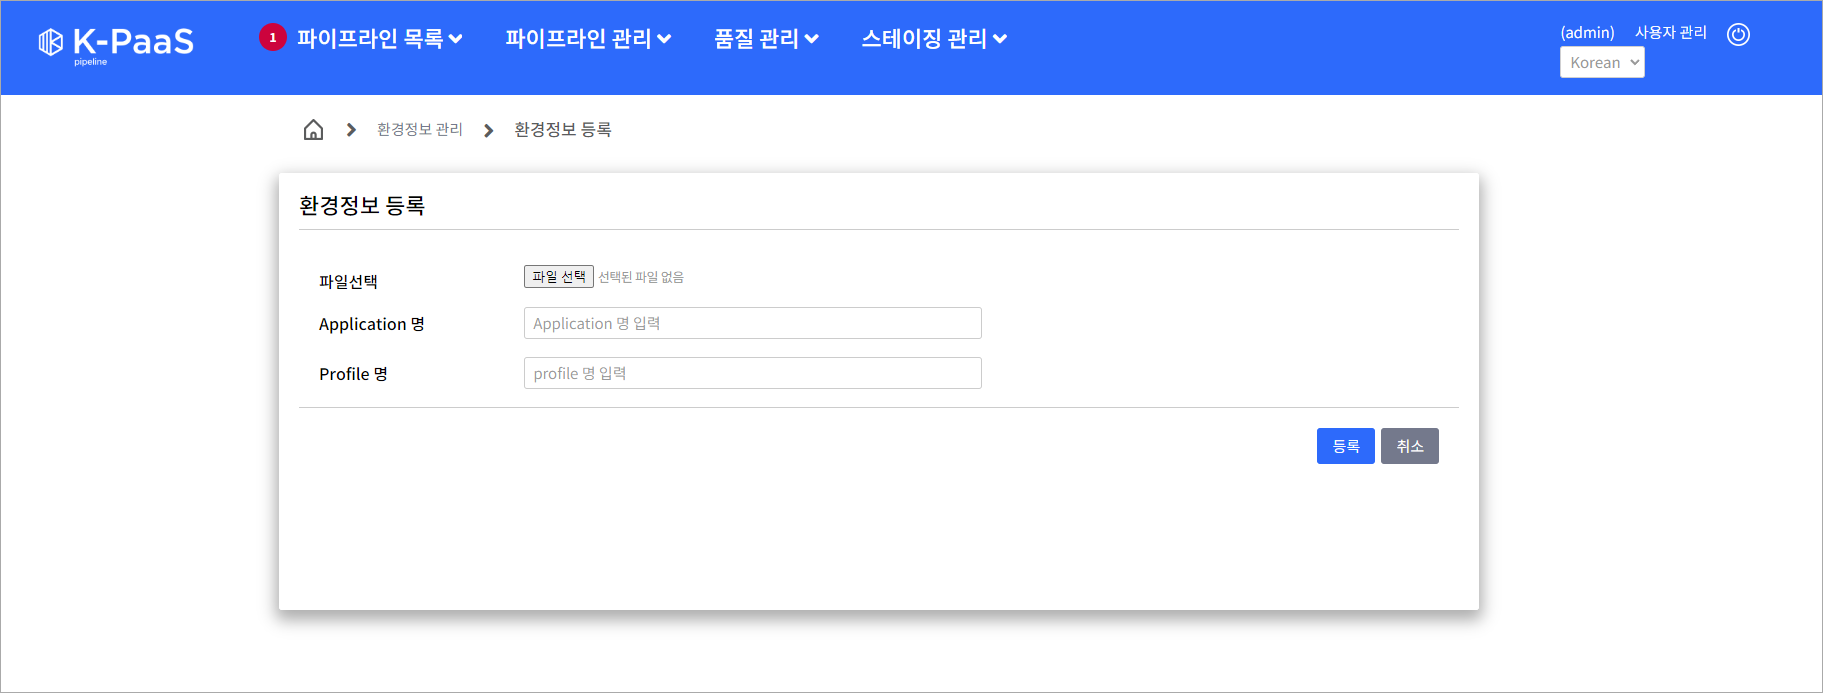 K-PaaS
pipeline
1 파이프라인 목록 파이프라인 관리 품질 관리 스테이징 관리
(admin) 사용자 관리
Korean
환경정보 관리 환경정보 등록
환경정보 등록
파일선택 파일 선택 선택된 파일 없음
Application 명 Application 명 입력
Profile 명 profile 명 입력
등록 취소